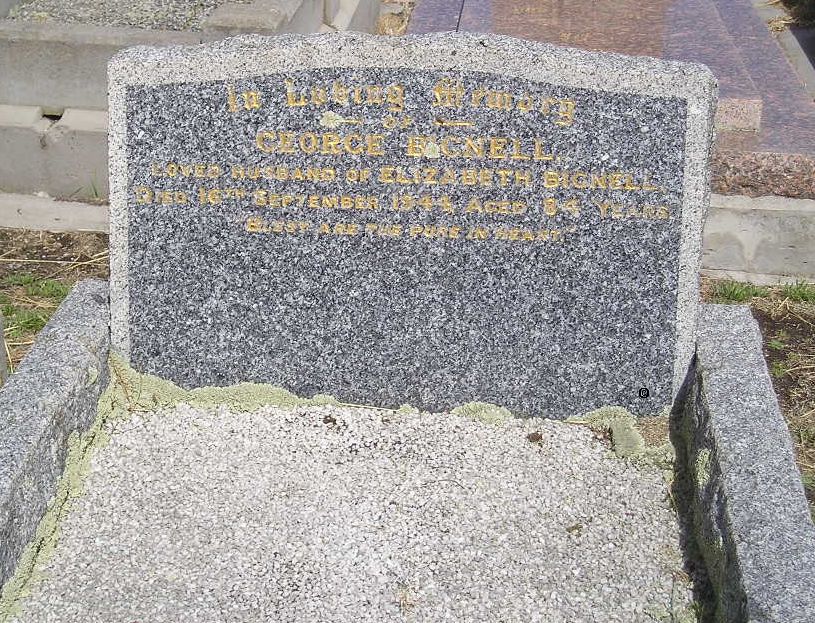 In Loving Memory
OF
GEORGE BIGNELL.
LOVED HUSBAND OF ELIZABETH BIGNELL.
DIED 16TH SEPTEMBER 1944, AGED 84 YEARS.
"BLEST ARE THE PURE IN HEART."